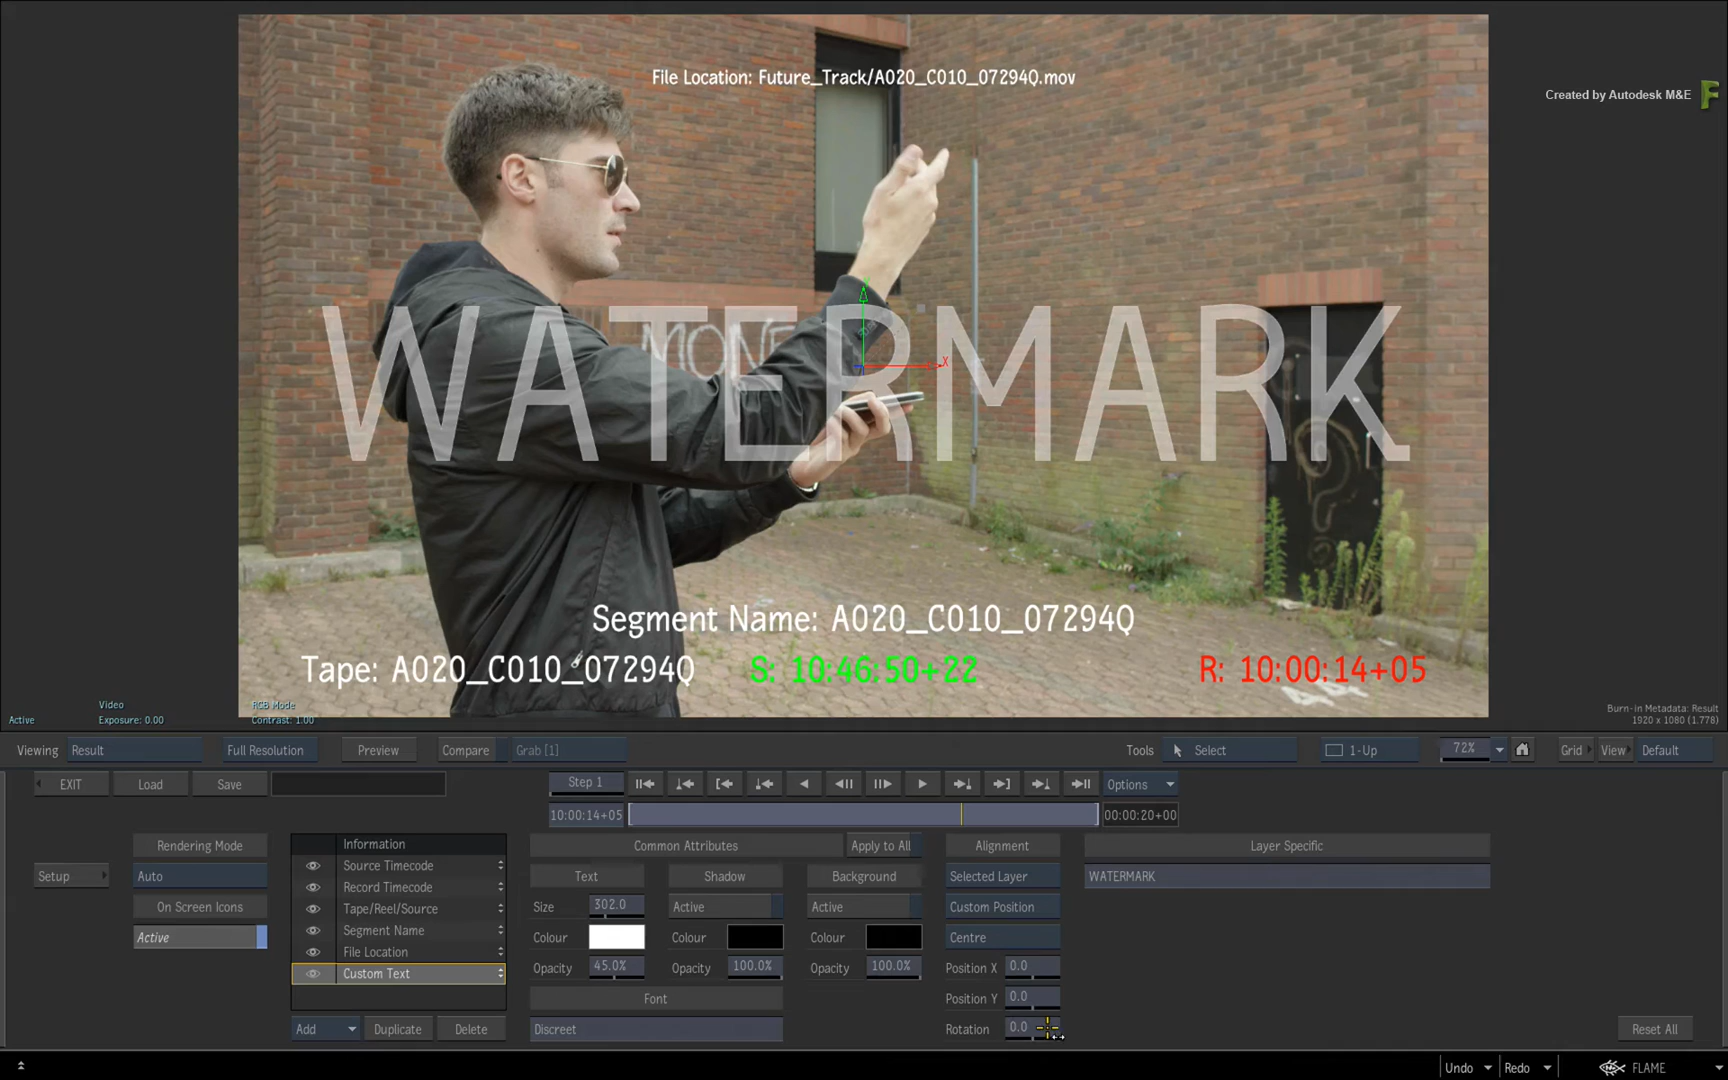 File Location: Future_Track/A020_C010_07294Q.mov
Created by Autodesk M&E
MONE
WATERMARK
X
Segment Name: A020_C010_07294Q
Tape: A020_C010_07294Q
S: 10:46:50+22
R: 10:00:14+05
Active
Video
Exposure: 0.00
RGB Mode
Contrast: 1.00
Burn-in Metadata: Result
1920 x 1080 (1.778)
Viewing Result Full Resolution Preview Compare Grab [1] Tools Select 1-Up 72% Grid View Default
EXIT Load Save Step 1 Options
10:00:14+05 00:00:20+00
Rendering Mode Information Common Attributes Apply to All Alignment Layer Specific
Setup Auto Source Timecode Text Shadow Background Selected Layer WATERMARK
On Screen Icons Record Timecode
Tape/Reel/Source Size 302.0 Active Active Custom Position
Active Segment Name Colour Colour Colour Centre
File Location Opacity 45.0% Opacity 100.0% Opacity 100.0% Position X 0.0
Custom Text
Font Position Y 0.0
Add Duplicate Delete Discreet Rotation 0.0 Reset All
Undo Redo FLAME